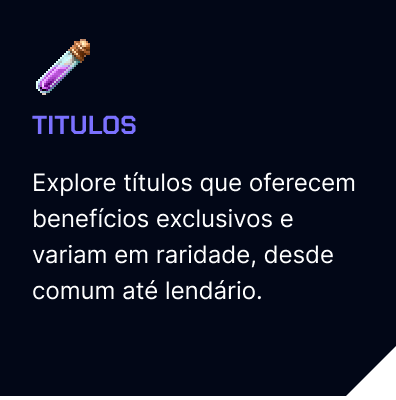 TITULOS
Explore títulos que oferecem
benefícios exclusivos e
variam em raridade, desde
comum até lendário.